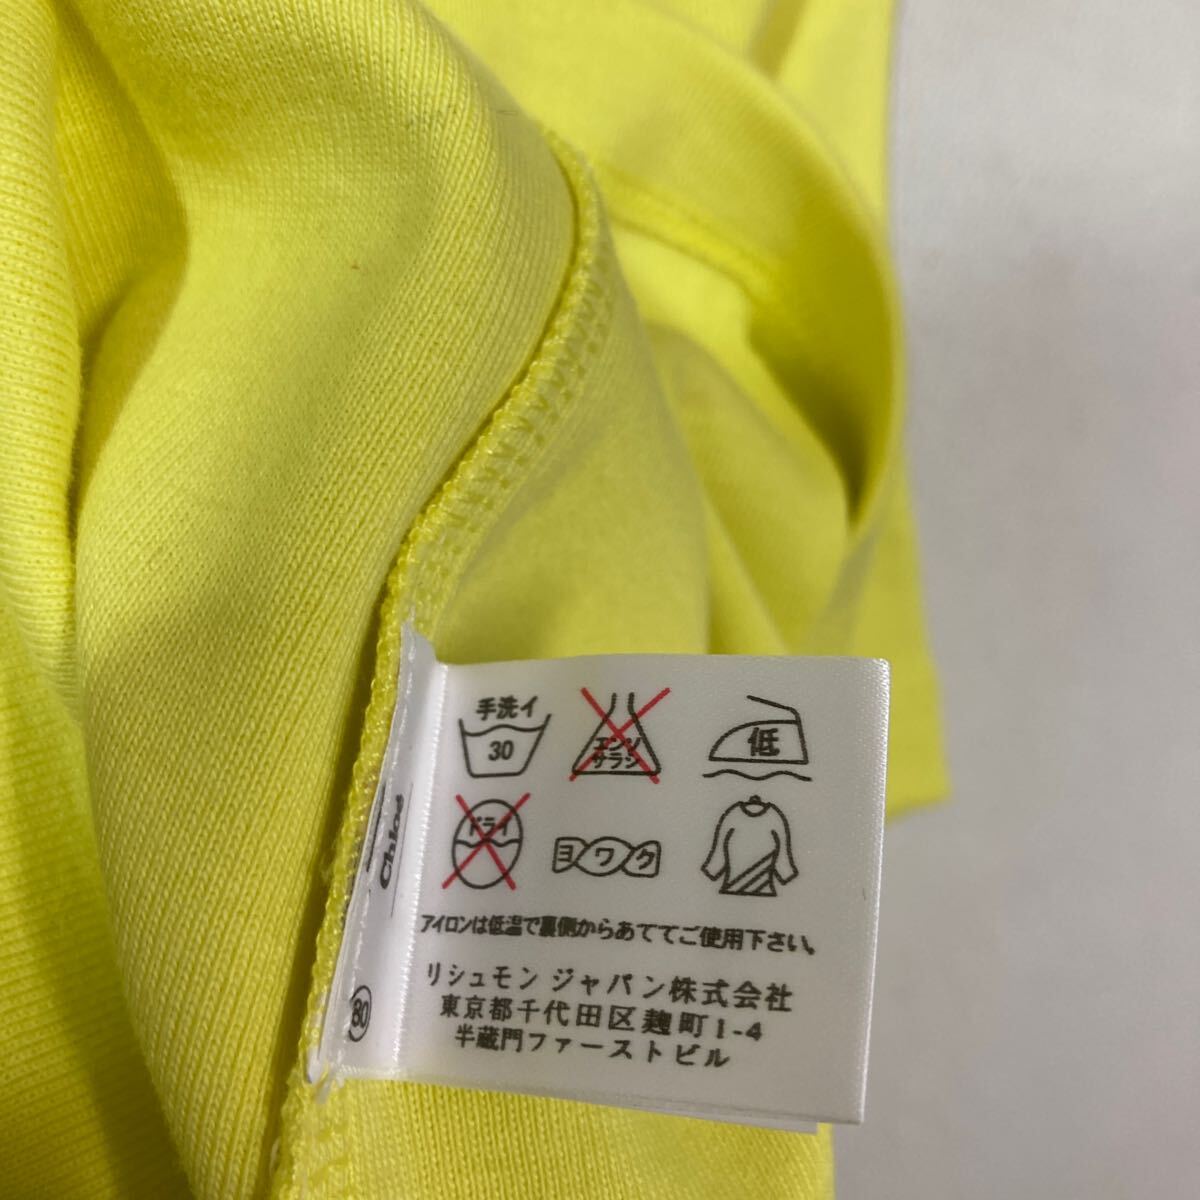 手洗イ
30
エンソ
サラシ
低
ドライ
ヨワク
アイロンは低温で裏側からあててご使用下さい。
リシュモン ジャパン株式会社
東京都千代田区麹町1-4
半蔵門ファーストビル
Chloé
80